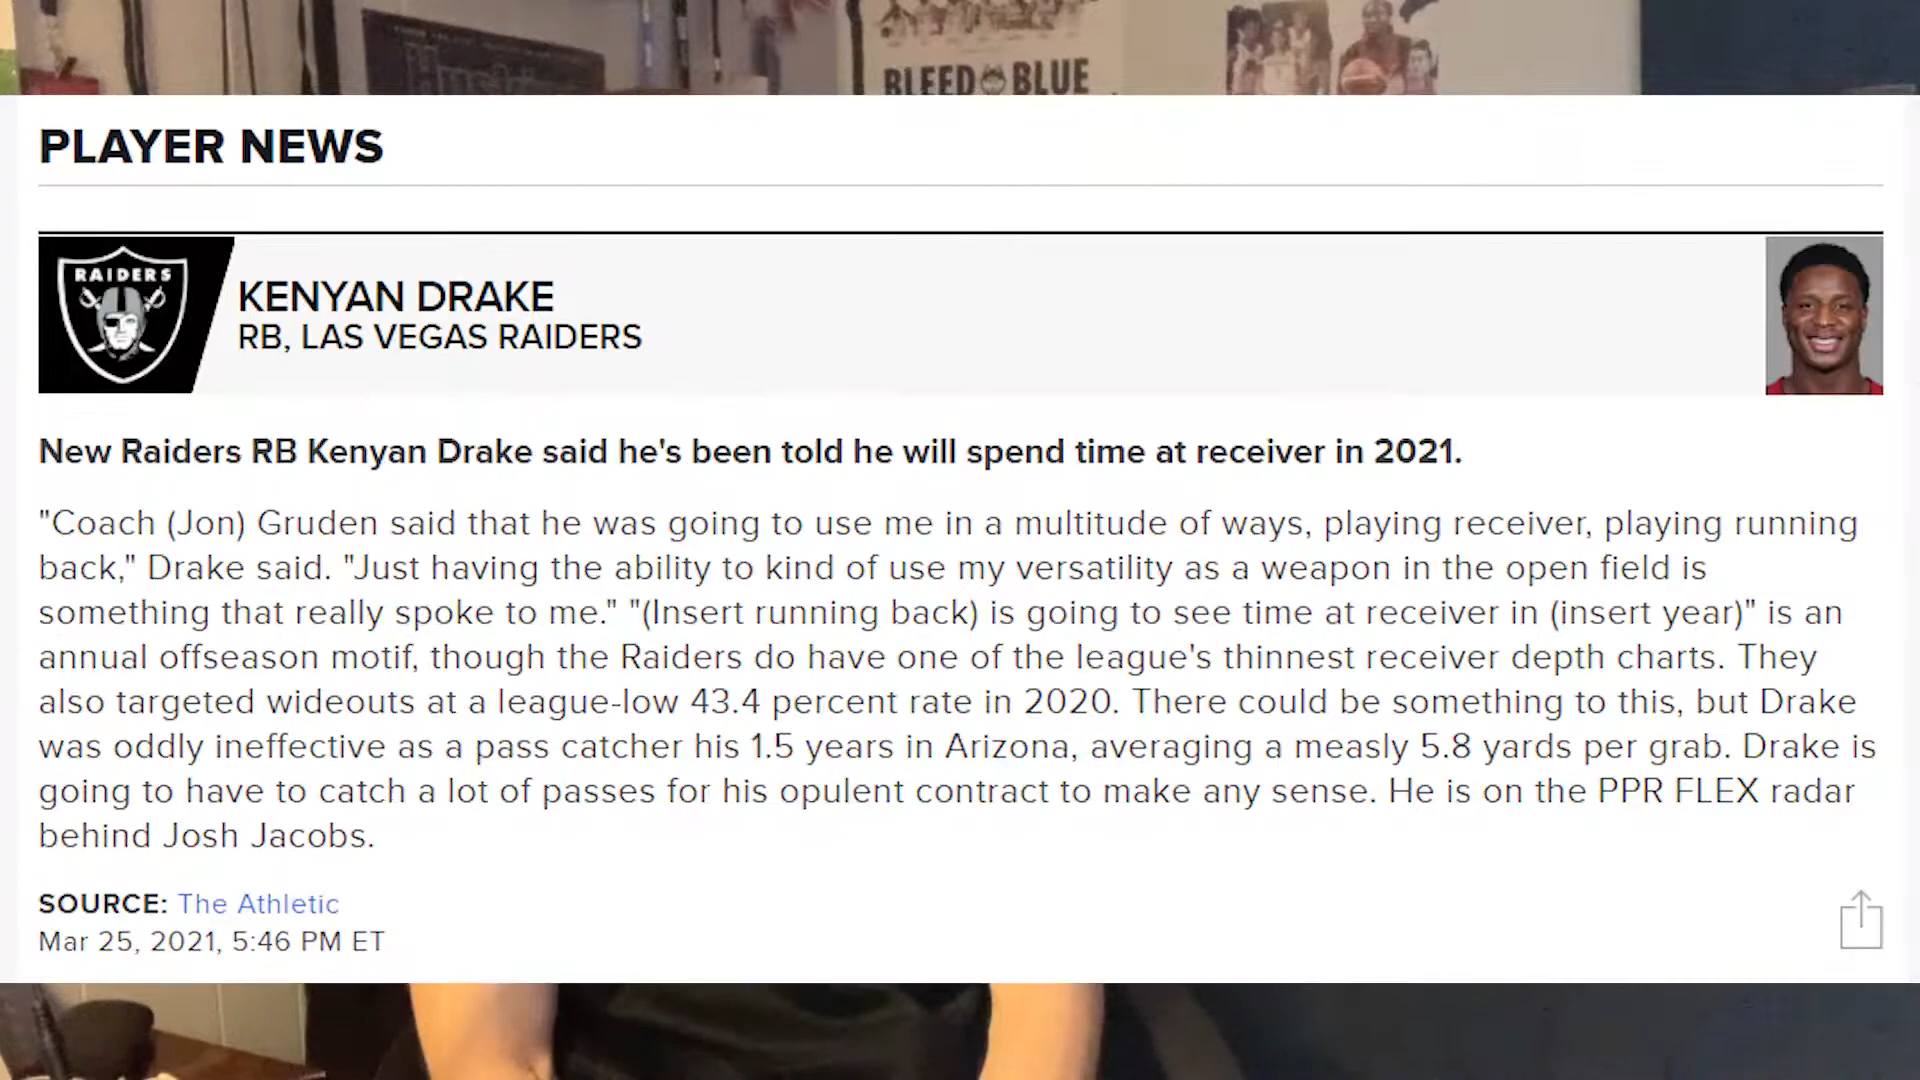 BLEED BLUE
PLAYER NEWS
RAIDERS
KENYAN DRAKE
RB, LAS VEGAS RAIDERS
New Raiders RB Kenyan Drake said he's been told he will spend time at receiver in 2021.
"Coach (Jon) Gruden said that he was going to use me in a multitude of ways, playing receiver, playing running
back," Drake said. "Just having the ability to kind of use my versatility as a weapon in the open field is
something that really spoke to me." "(Insert running back) is going to see time at receiver in (insert year)" is an
annual offseason motif, though the Raiders do have one of the league's thinnest receiver depth charts. They
also targeted wideouts at a league-low 43.4 percent rate in 2020. There could be something to this, but Drake
was oddly ineffective as a pass catcher his 1.5 years in Arizona, averaging a measly 5.8 yards per grab. Drake is
going to have to catch a lot of passes for his opulent contract to make any sense. He is on the PPR FLEX radar
behind Josh Jacobs.
SOURCE: The Athletic
Mar 25, 2021, 5:46 PM ET